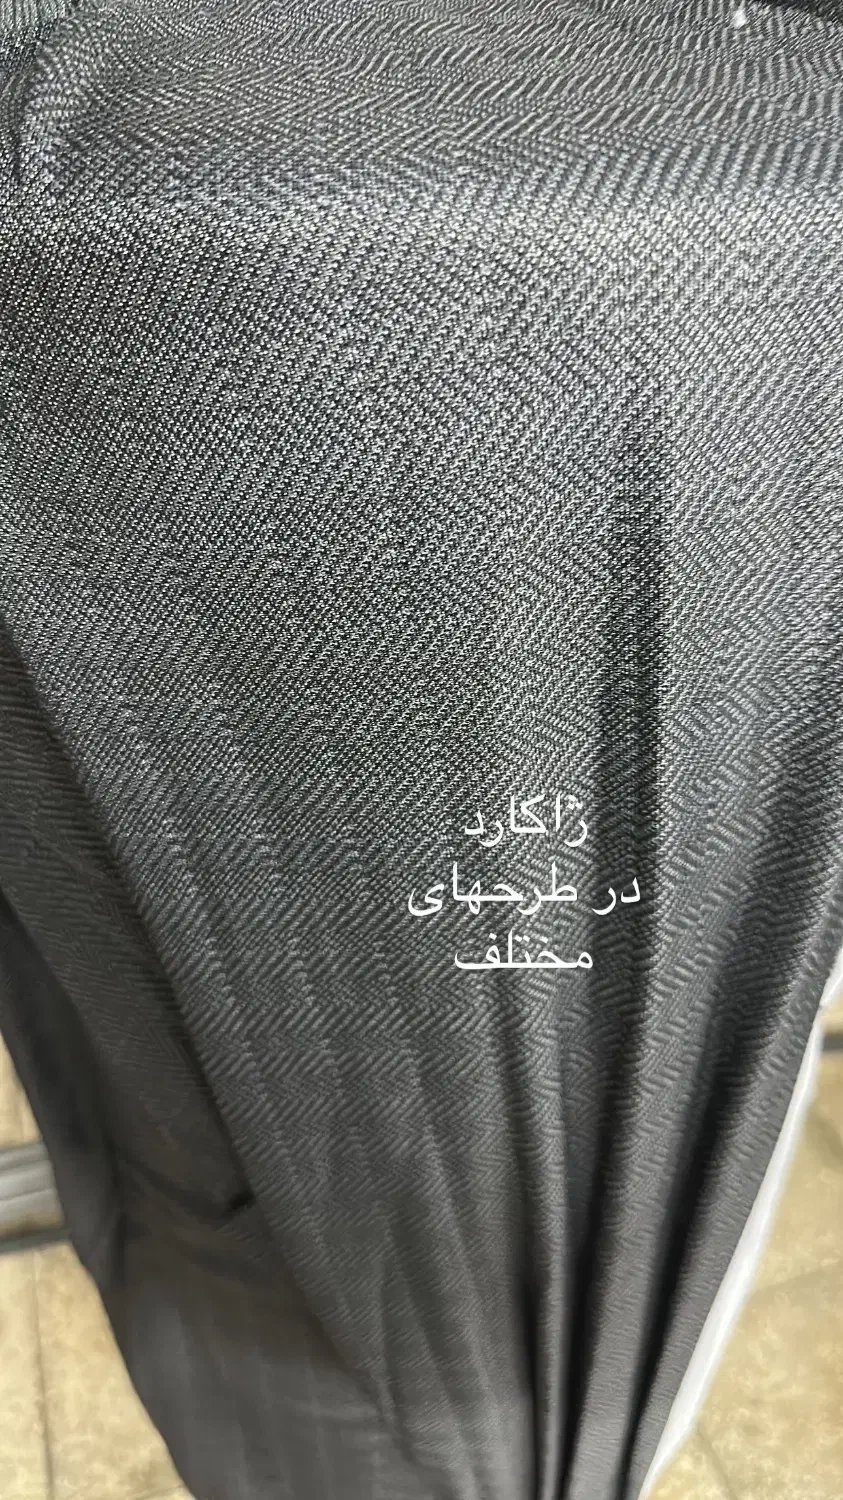 ژاکارد
در طرحهای
مختلف